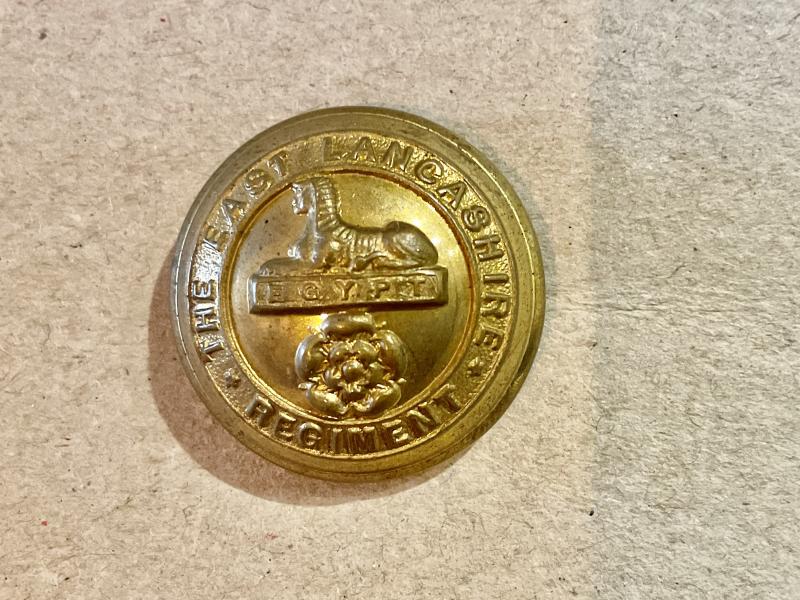 THE EAST LANCASHIRE
REGIMENT
EGYPT